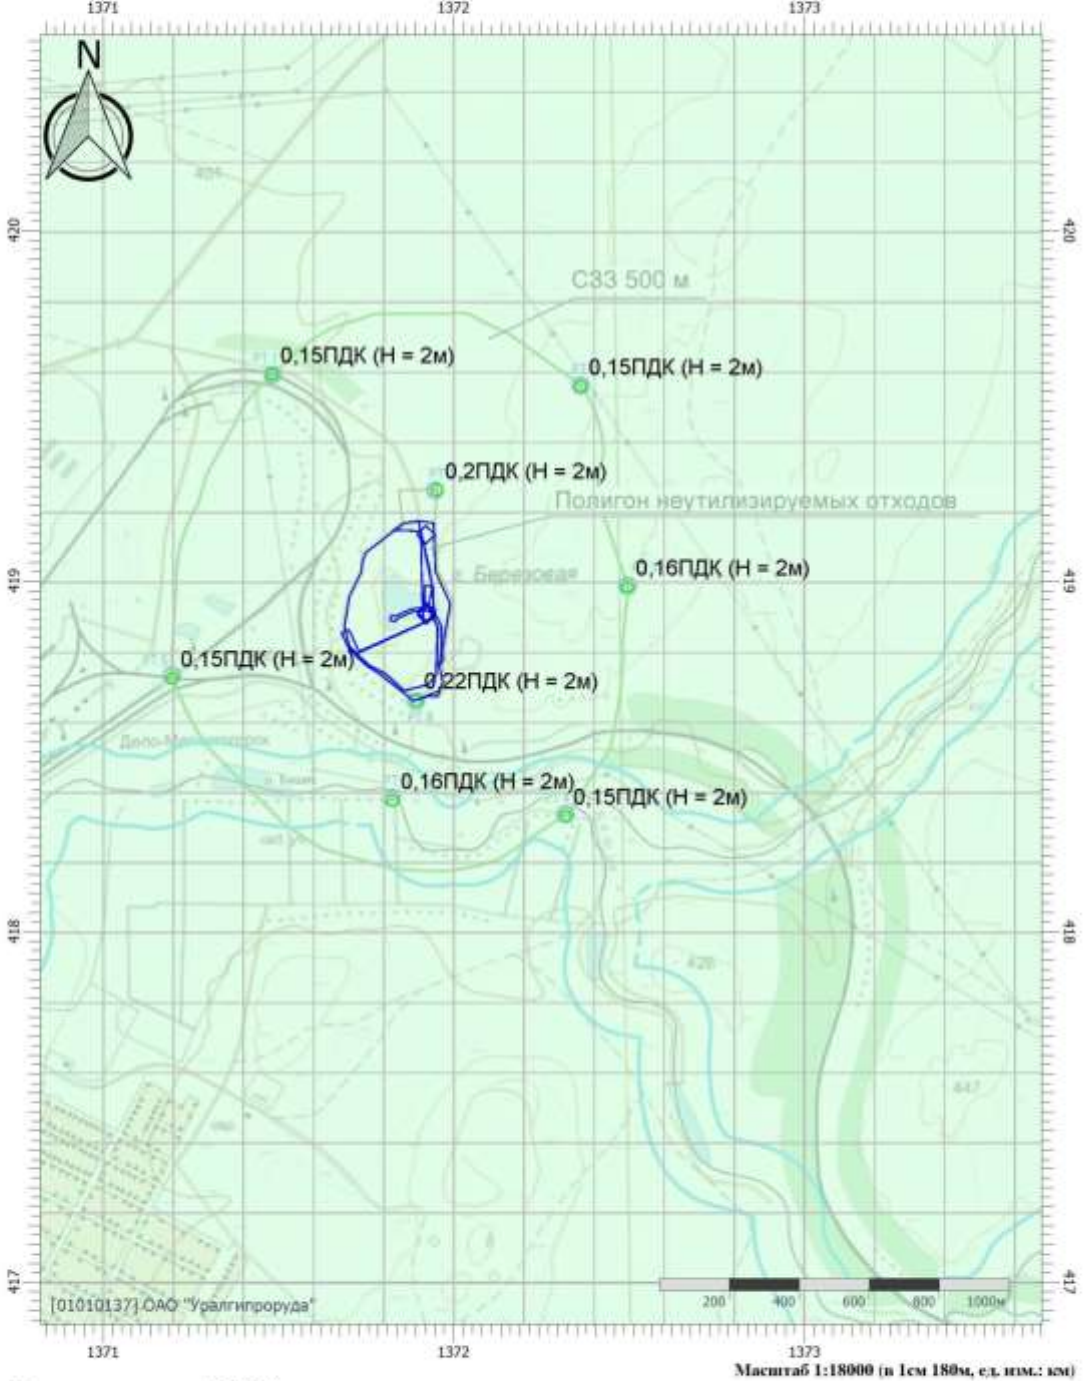 1371 1372 1373
N
404
420 420
СЗЗ 500 м
0,15ПДК (Н = 2м)
0,15ПДК (Н = 2м)
0,2ПДК (Н = 2м)
Полигон неутилизируемых отходов
419 419
г. Березовая
0,16ПДК (Н = 2м)
0,15ПДК (Н = 2м)
0,22ПДК (Н = 2м)
0,16ПДК (Н = 2м)
0,15ПДК (Н = 2м)
418 418
447
417 417
[01010137] ОАО "Уралгипроруда"
200 400 600 800 1000м
1371 1372 1373
Масштаб 1:18000 (в 1см 180м, ед. изм.: км)